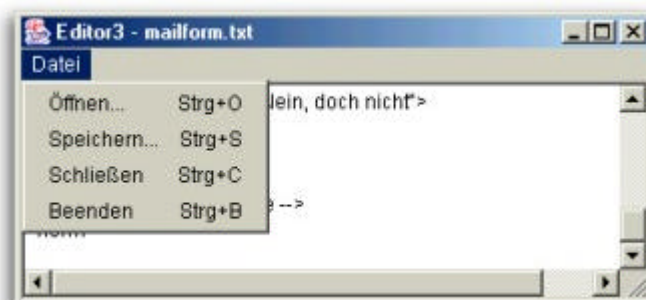 Editor3 - mailform.txt
Datei
Öffnen... Strg+O
lein, doch nicht">
Speichern... Strg+S
Schließen Strg+C
Beenden Strg+B
-->